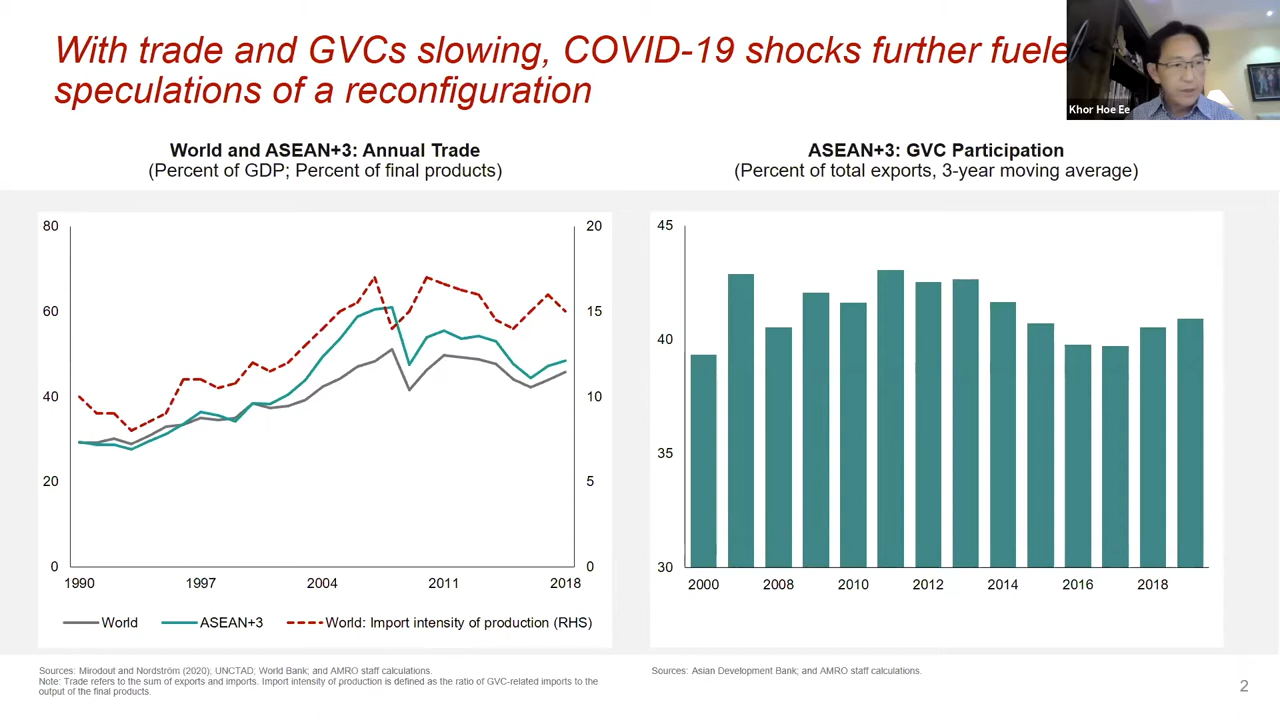 With trade and GVCs slowing, COVID-19 shocks further fuele
speculations of a reconfiguration
Khor Hoe Ee
World and ASEAN+3: Annual Trade
(Percent of GDP; Percent of final products)
80
60
40
20
0
20
15
10
5
0
1990 1997 2004 2011 2018
World ASEAN+3 World: Import intensity of production (RHS)
Sources: Mirodout and Nordström (2020); UNCTAD; World Bank; and AMRO staff calculations.
Note: Trade refers to the sum of exports and imports. Import intensity of production is defined as the ratio of GVC-related imports to the
output of the final products.
ASEAN+3: GVC Participation
(Percent of total exports, 3-year moving average)
45
40
35
30
2000 2008 2010 2012 2014 2016 2018
Sources: Asian Development Bank; and AMRO staff calculations.
2